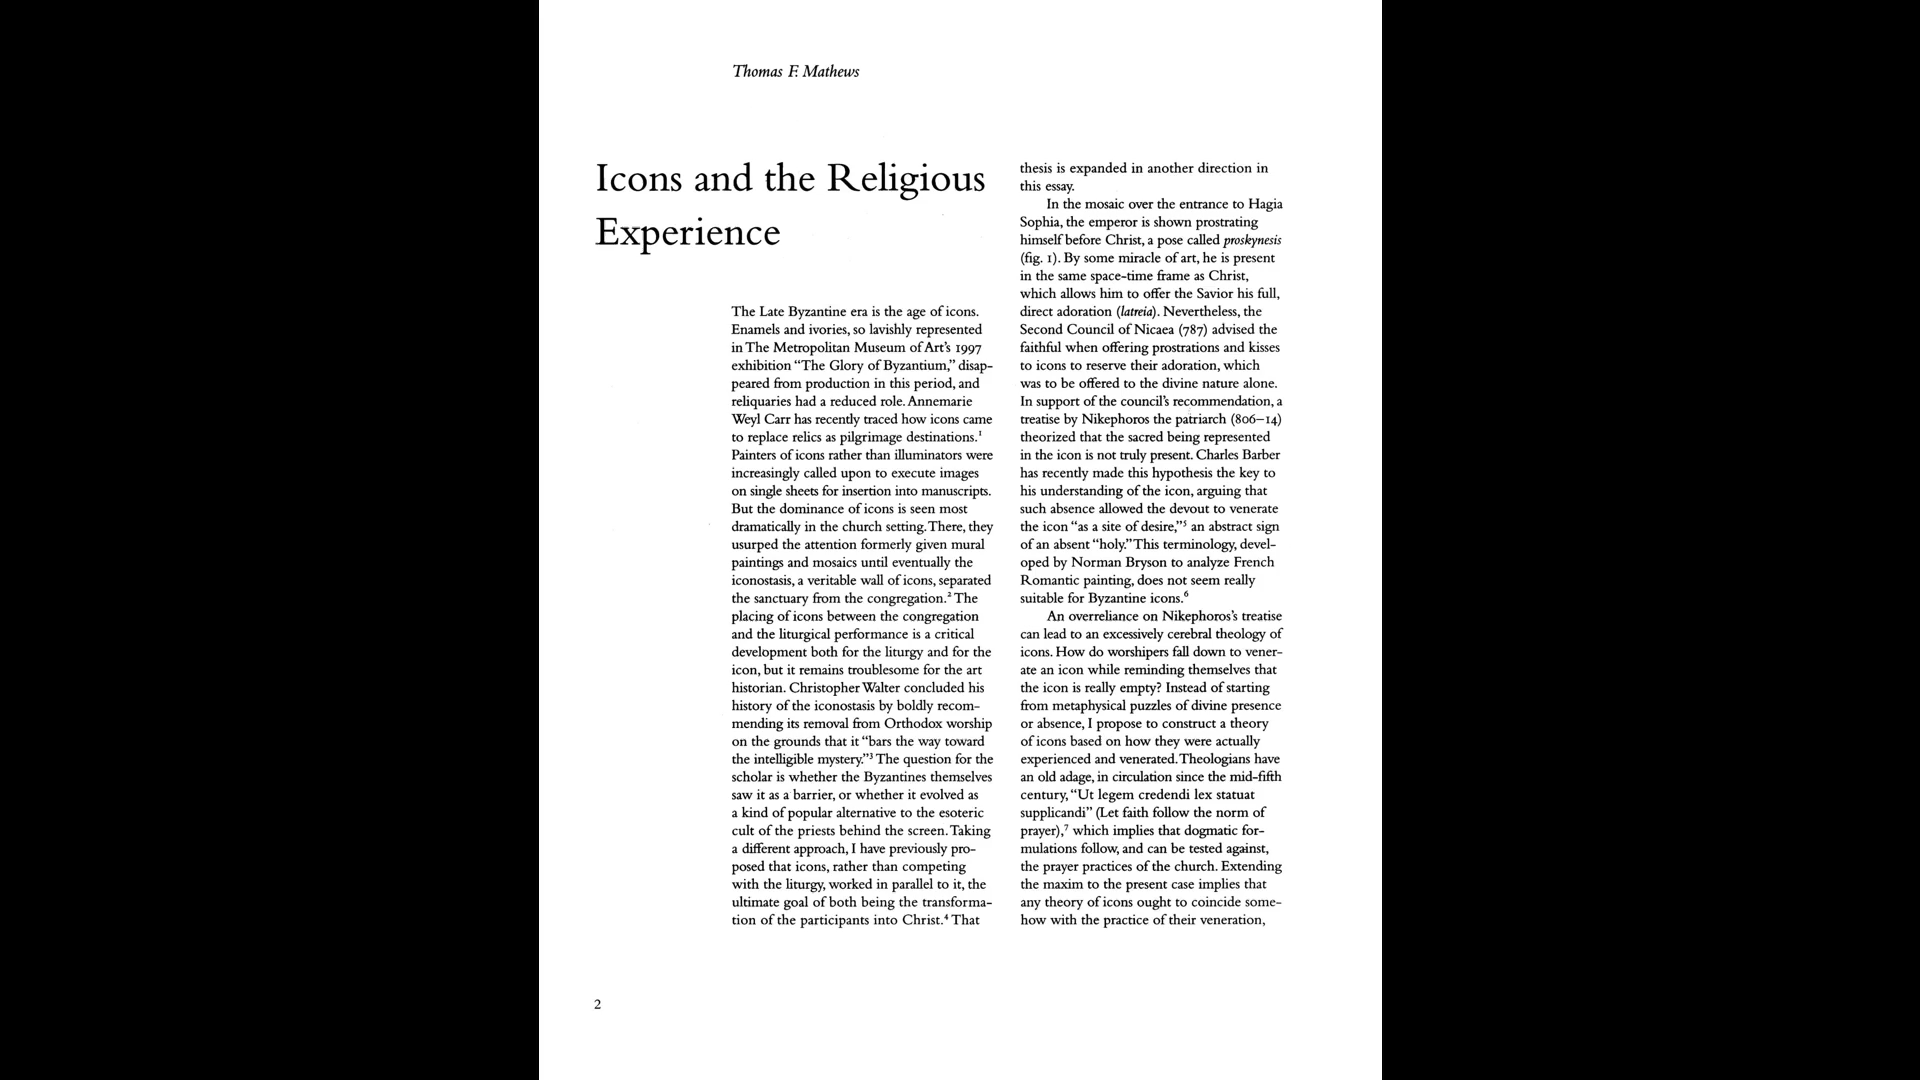 Thomas F. Mathews
Icons and the Religious
Experience
The Late Byzantine era is the age of icons.
Enamels and ivories, so lavishly represented
in The Metropolitan Museum of Art's 1997
exhibition “The Glory of Byzantium,” disap-
peared from production in this period, and
reliquaries had a reduced role. Annemarie
Weyl Carr has recently traced how icons came
to replace relics as pilgrimage destinations.¹
Painters of icons rather than illuminators were
increasingly called upon to execute images
on single sheets for insertion into manuscripts.
But the dominance of icons is seen most
dramatically in the church setting. There, they
usurped the attention formerly given mural
paintings and mosaics until eventually the
iconostasis, a veritable wall of icons, separated
the sanctuary from the congregation.² The
placing of icons between the congregation
and the liturgical performance is a critical
development both for the liturgy and for the
icon, but it remains troublesome for the art
historian. Christopher Walter concluded his
history of the iconostasis by boldly recom-
mending its removal from Orthodox worship
on the grounds that it “bars the way toward
the intelligible mystery.”³ The question for the
scholar is whether the Byzantines themselves
saw it as a barrier, or whether it evolved as
a kind of popular alternative to the esoteric
cult of the priests behind the screen. Taking
a different approach, I have previously pro-
posed that icons, rather than competing
with the liturgy, worked in parallel to it, the
ultimate goal of both being the transforma-
tion of the participants into Christ.⁴ That
thesis is expanded in another direction in
this essay.
In the mosaic over the entrance to Hagia
Sophia, the emperor is shown prostrating
himself before Christ, a pose called proskynesis
(fig. 1). By some miracle of art, he is present
in the same space-time frame as Christ,
which allows him to offer the Savior his full,
direct adoration (latreia). Nevertheless, the
Second Council of Nicaea (787) advised the
faithful when offering prostrations and kisses
to icons to reserve their adoration, which
was to be offered to the divine nature alone.
In support of the council's recommendation, a
treatise by Nikephoros the patriarch (806–14)
theorized that the sacred being represented
in the icon is not truly present. Charles Barber
has recently made this hypothesis the key to
his understanding of the icon, arguing that
such absence allowed the devout to venerate
the icon “as a site of desire,”⁵ an abstract sign
of an absent “holy.” This terminology, devel-
oped by Norman Bryson to analyze French
Romantic painting, does not seem really
suitable for Byzantine icons.⁶
An overreliance on Nikephoros's treatise
can lead to an excessively cerebral theology of
icons. How do worshipers fall down to vener-
ate an icon while reminding themselves that
the icon is really empty? Instead of starting
from metaphysical puzzles of divine presence
or absence, I propose to construct a theory
of icons based on how they were actually
experienced and venerated. Theologians have
an old adage, in circulation since the mid-fifth
century, “Ut legem credendi lex statuat
supplicandi” (Let faith follow the norm of
prayer),⁷ which implies that dogmatic for-
mulations follow, and can be tested against,
the prayer practices of the church. Extending
the maxim to the present case implies that
any theory of icons ought to coincide some-
how with the practice of their veneration,
2